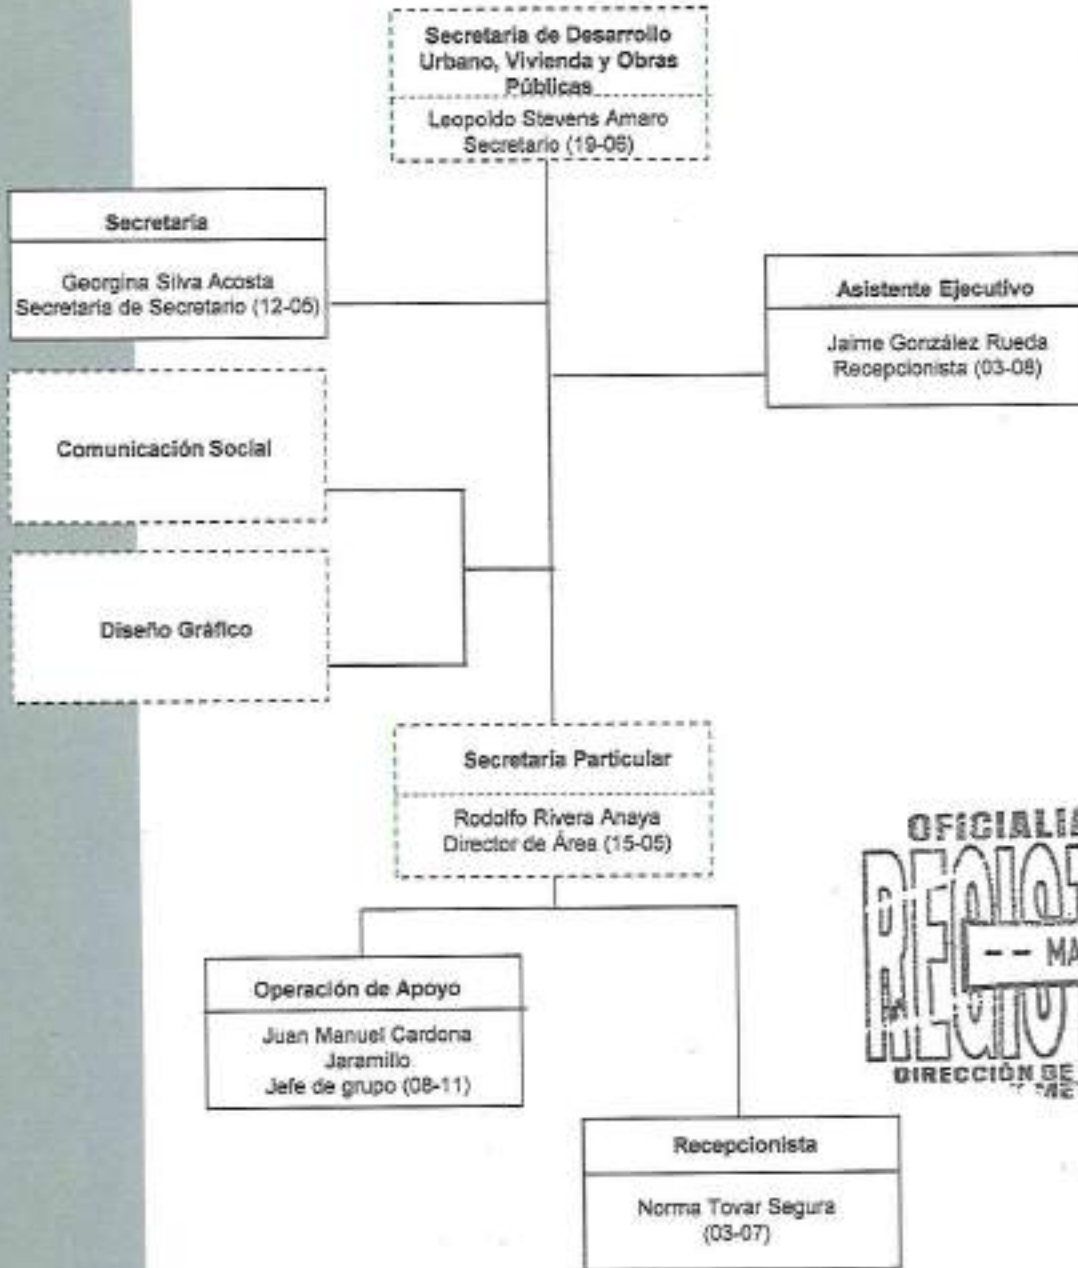 Secretaría de Desarrollo
Urbano, Vivienda y Obras
Públicas
Leopoldo Stevens Amaro
Secretario (19-06)
Secretaria
Georgina Silva Acosta
Secretaria de Secretario (12-05)
Asistente Ejecutivo
Jaime González Rueda
Recepcionista (03-08)
Comunicación Social
Diseño Gráfico
Secretaría Particular
Rodolfo Rivera Anaya
Director de Área (15-05)
Operación de Apoyo
Juan Manuel Cardona
Jaramillo
Jefe de grupo (08-11)
Recepcionista
Norma Tovar Segura
(03-07)
OFICIALIA
REGIST
-- MA
DIRECCIÓN DE